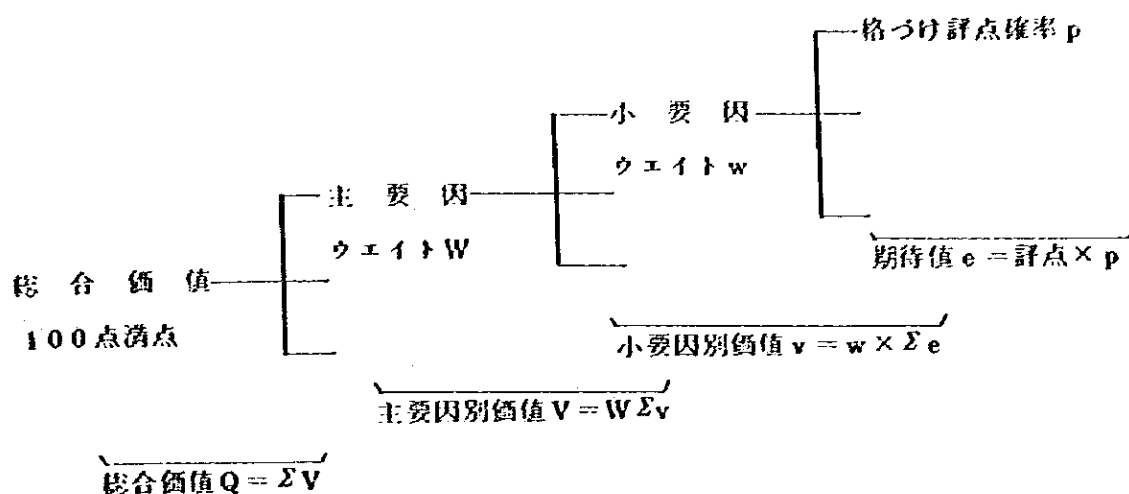 格づけ評点確率 p
小要因
ウエイト w
主要因
ウエイト W
期待値 e = 評点 × p
総合価値
100点満点
小要因別価値 v = w × Σ e
主要因別価値 V = W Σv
総合価値 Q = Σ V